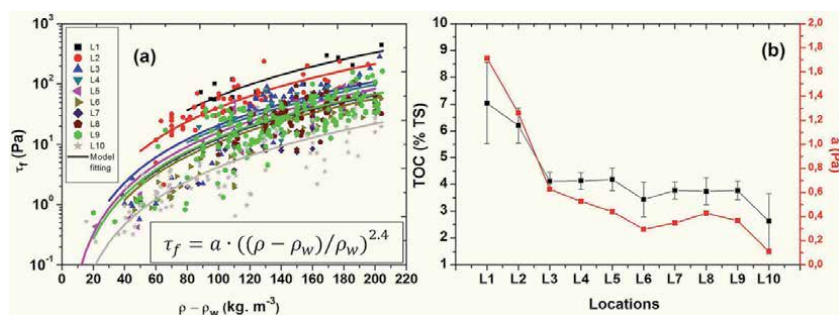 (a)
10³
10²
10¹
10⁰
10⁻¹
τf (Pa)
L1
L2
L3
L4
L5
L6
L7
L8
L9
L10
Model
fitting
τf = a · ((ρ − ρw)/ρw)^2.4
0 20 40 60 80 100 120 140 160 180 200 220
ρ − ρw (kg. m⁻³)
(b)
10
9
8
7
6
5
4
3
2
1
TOC (% TS)
2,0
1,8
1,6
1,4
1,2
1,0
0,8
0,6
0,4
0,2
0,0
a (Pa)
L1 L2 L3 L4 L5 L6 L7 L8 L9 L10
Locations